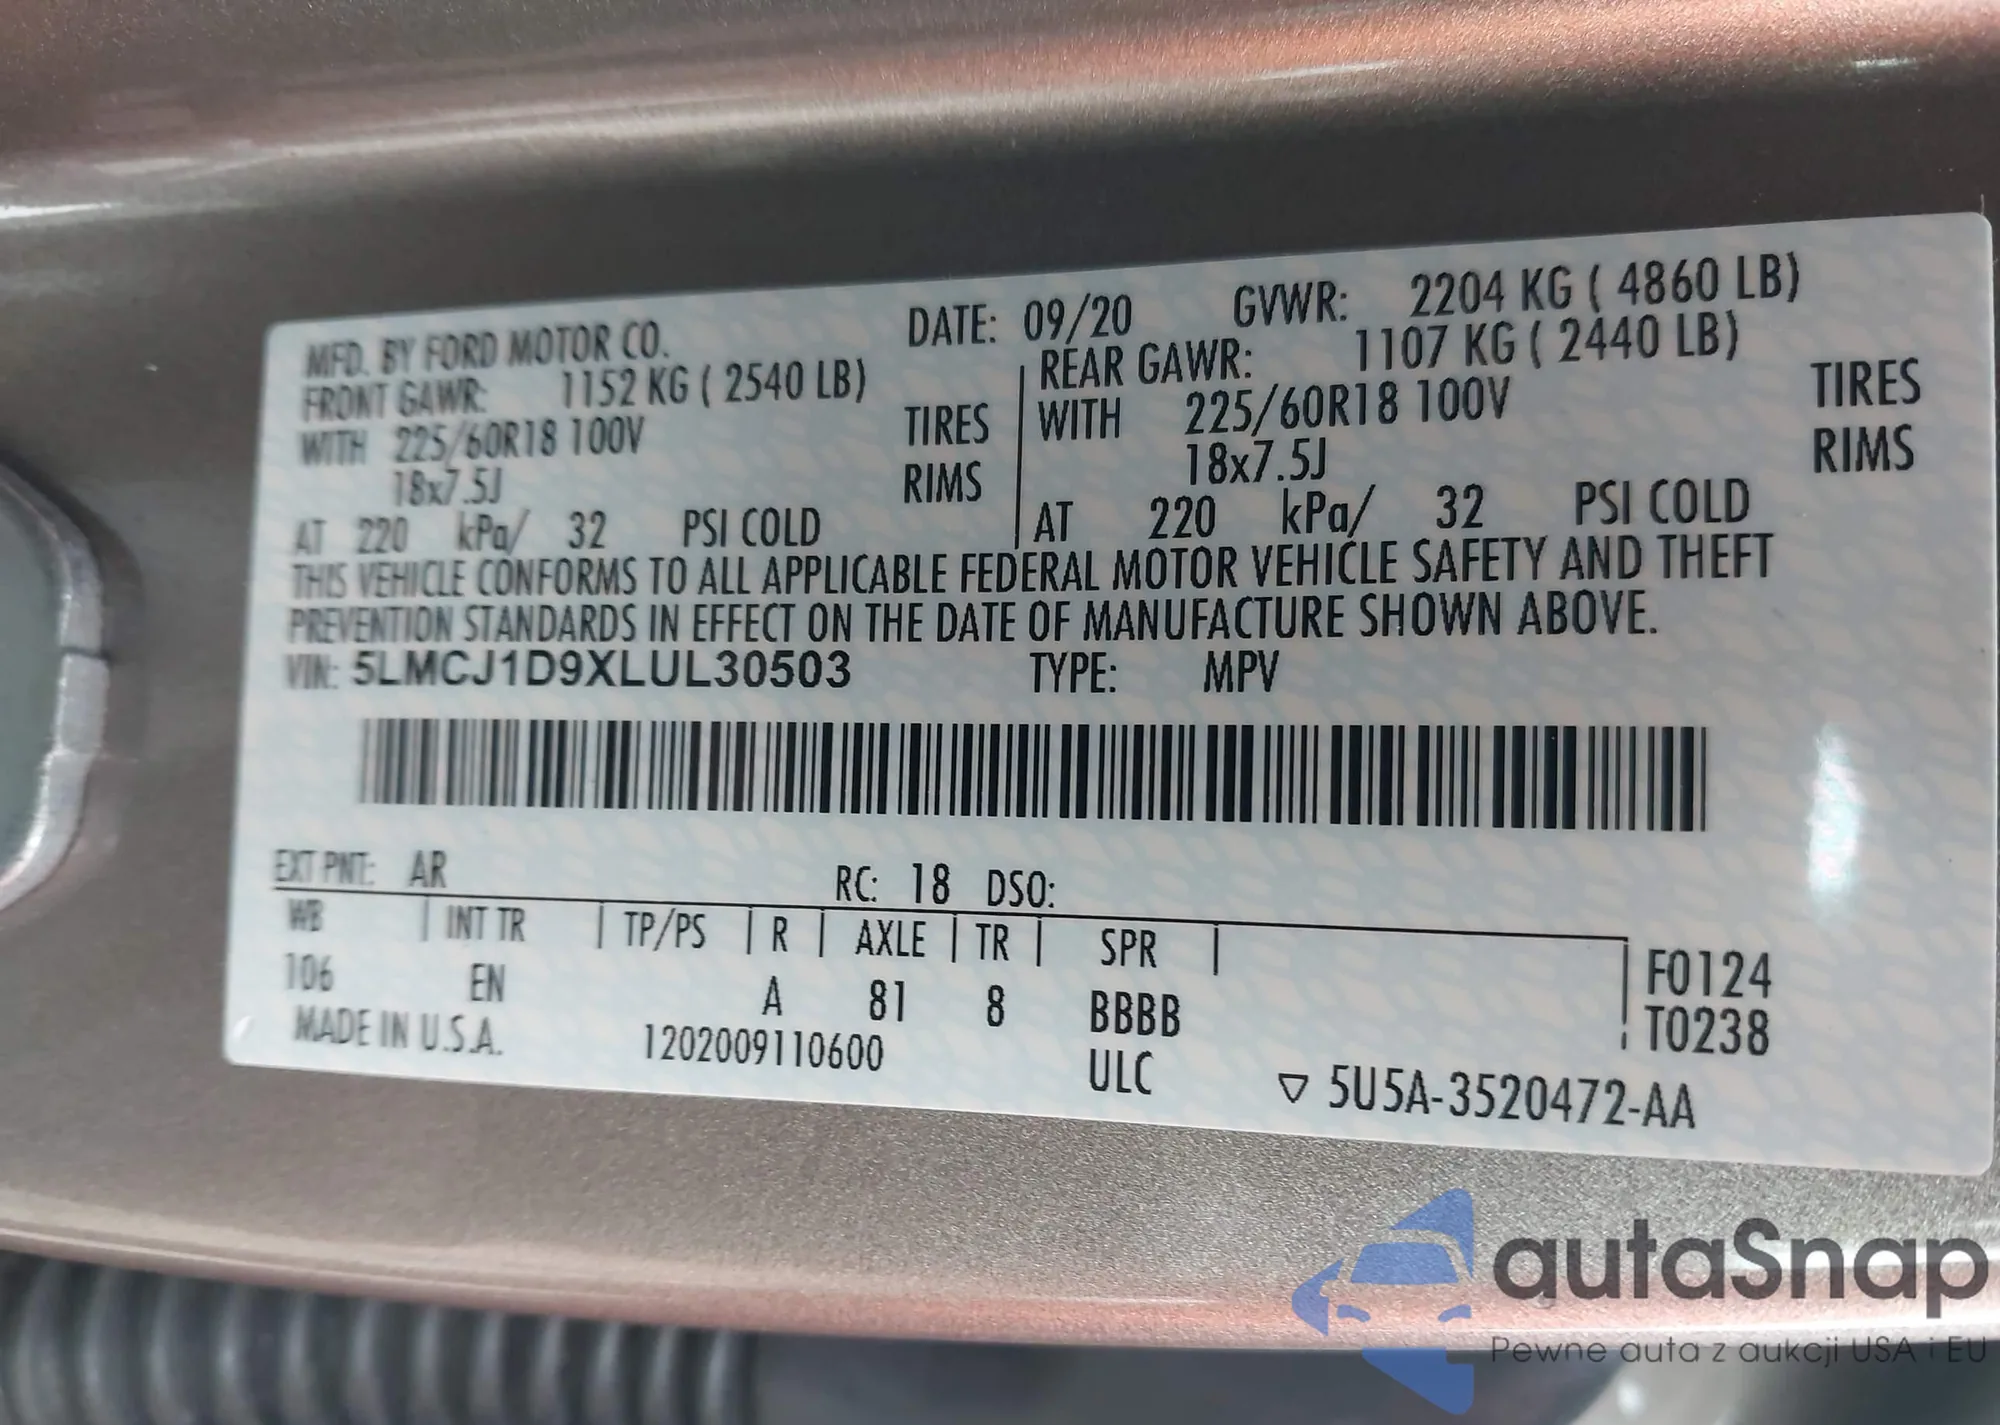 MFD. BY FORD MOTOR CO. DATE: 09/20 GVWR: 2204 KG ( 4860 LB)
FRONT GAWR: 1152 KG ( 2540 LB) REAR GAWR: 1107 KG ( 2440 LB)
WITH 225/60R18 100V TIRES WITH 225/60R18 100V TIRES
18x7.5J RIMS 18x7.5J RIMS
AT 220 kPa/ 32 PSI COLD AT 220 kPa/ 32 PSI COLD
THIS VEHICLE CONFORMS TO ALL APPLICABLE FEDERAL MOTOR VEHICLE SAFETY AND THEFT
PREVENTION STANDARDS IN EFFECT ON THE DATE OF MANUFACTURE SHOWN ABOVE.
VIN: 5LMCJ1D9XLUL30503 TYPE: MPV
EXT PNT: AR RC: 18 DSO:
WB INT TR TP/PS R AXLE TR SPR F0124
106 EN A 81 8 BBBB T0238
MADE IN U.S.A. 1202009110600 ULC ▽ 5U5A-3520472-AA
autaSnap
Pewne auta z aukcji USA i EU